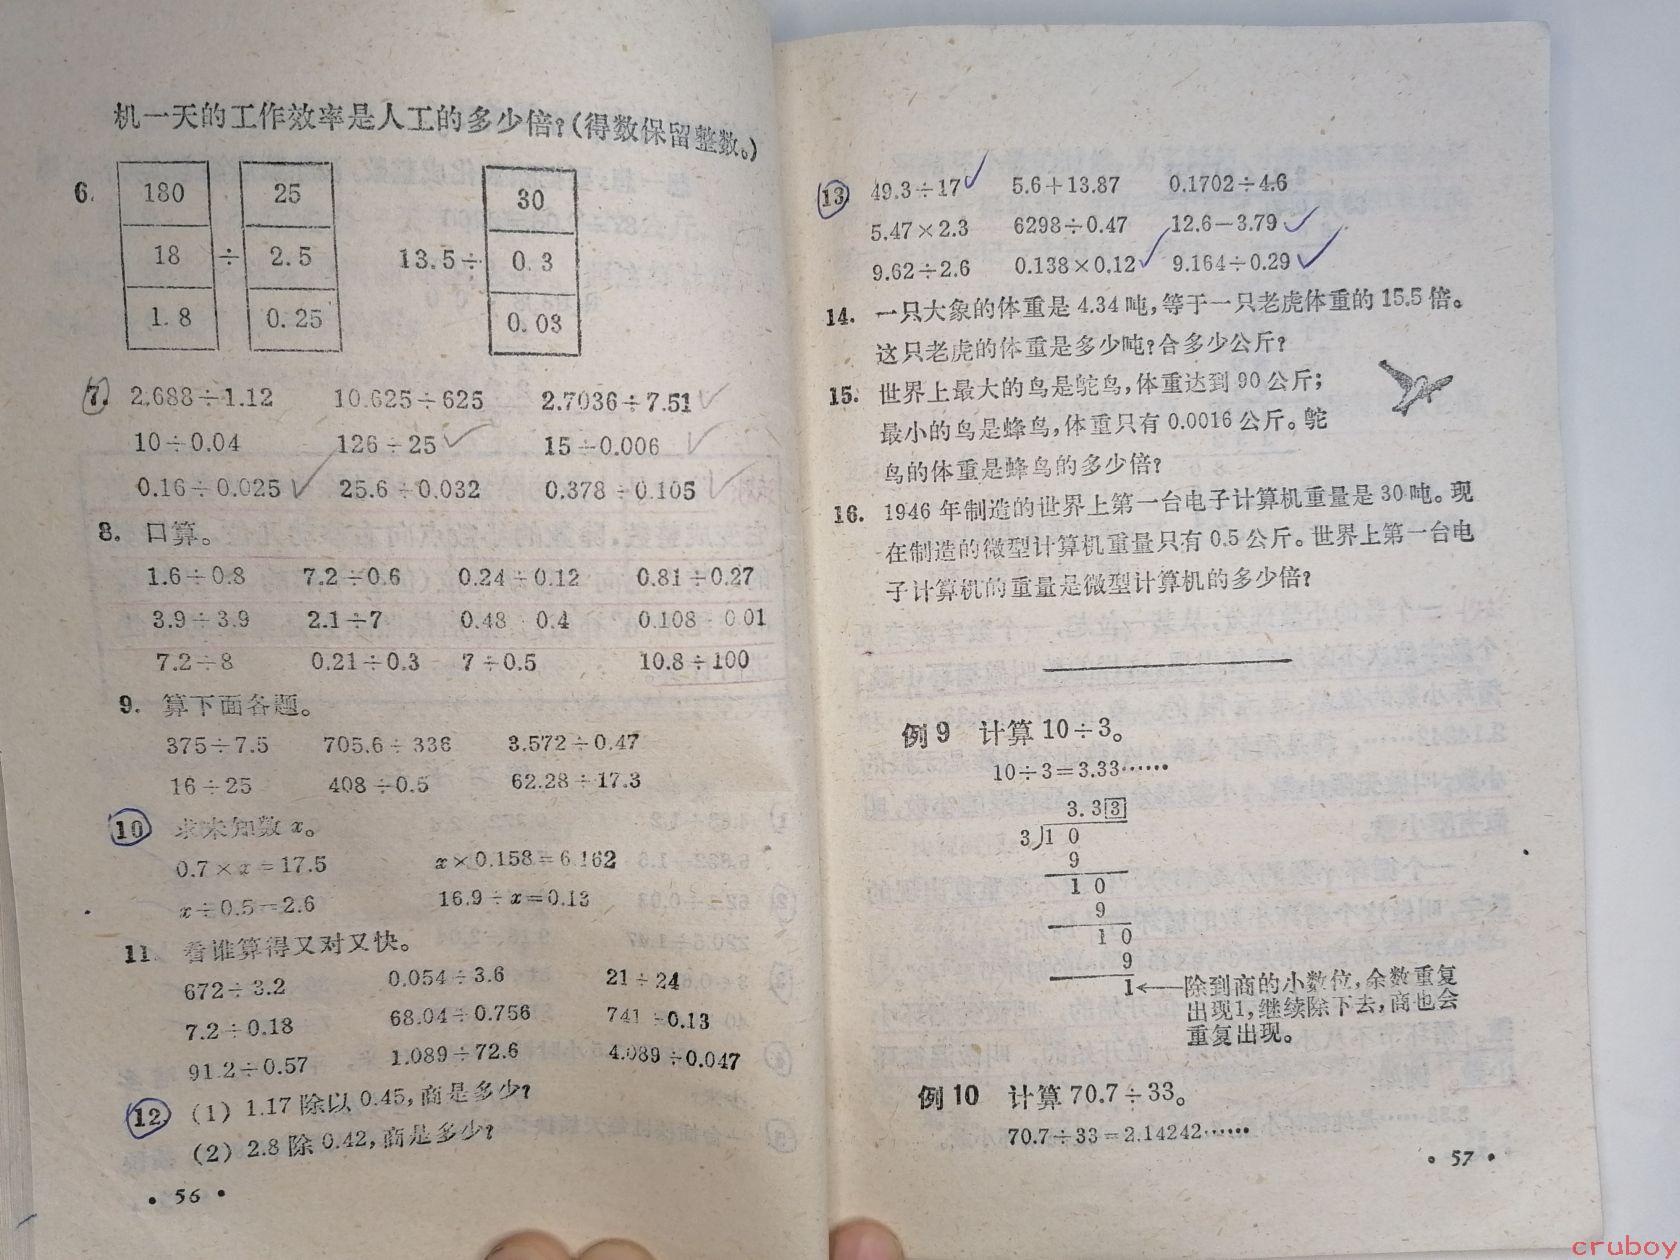 机一天的工作效率是人工的多少倍?(得数保留整数。)
6. 180 25 30
18 ÷ 2.5 13.5÷ 0.3
1.8 0.25 0.03
7. 2.688÷1.12 10.625÷625 2.7036÷7.51
10÷0.04 126÷25 15÷0.006
0.16÷0.025 25.6÷0.032 0.378÷0.105
8. 口算。
1.6÷0.8 7.2÷0.6 0.24÷0.12 0.81÷0.27
3.9÷3.9 2.1÷7 0.48÷0.4 0.108÷0.01
7.2÷8 0.21÷0.3 7÷0.5 10.8÷100
9. 算下面各题。
375÷7.5 705.6÷336 3.572÷0.47
16÷25 408÷0.5 62.28÷17.3
10 求未知数x。
0.7×x=17.5 x×0.158=6.162
x÷0.5=2.6 16.9÷x=0.13
11. 看谁算得又对又快。
672÷3.2 0.054÷3.6 21÷24
7.2÷0.18 68.04÷0.756 741÷0.13
91.2÷0.57 1.089÷72.6 4.089÷0.047
12. (1) 1.17除以0.45,商是多少?
(2) 2.8除0.42,商是多少?
• 56 •
13 49.3÷17 5.6+13.87 0.1702÷4.6
5.47×2.3 6298÷0.47 12.6-3.79
9.62÷2.6 0.138×0.12 9.164÷0.29
14. 一只大象的体重是4.34吨,等于一只老虎体重的15.5倍。
这只老虎的体重是多少吨?合多少公斤?
15. 世界上最大的鸟是鸵鸟,体重达到90公斤;
最小的鸟是蜂鸟,体重只有0.0016公斤。鸵
鸟的体重是蜂鸟的多少倍?
16. 1946年制造的世界上第一台电子计算机重量是30吨。现
在制造的微型计算机重量只有0.5公斤。世界上第一台电
子计算机的重量是微型计算机的多少倍?
例9 计算10÷3。
10÷3=3.33……
3.33
3)10
9
10
9
10
9
1←——除到商的小数位,余数重复
出现1,继续除下去,商也会
重复出现。
例10 计算70.7÷33。
70.7÷33=2.14242……
• 57 •
cruboy